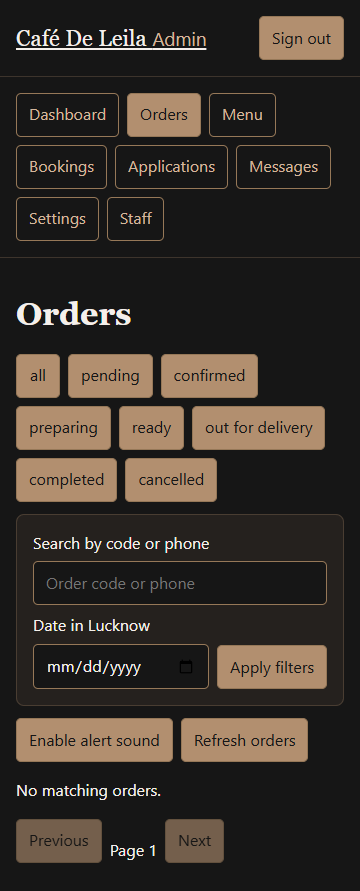 Café De Leila Admin
Sign out
Dashboard
Orders
Menu
Bookings
Applications
Messages
Settings
Staff
Orders
all
pending
confirmed
preparing
ready
out for delivery
completed
cancelled
Search by code or phone
Order code or phone
Date in Lucknow
mm/dd/yyyy
Apply filters
Enable alert sound
Refresh orders
No matching orders.
Previous
Page 1
Next